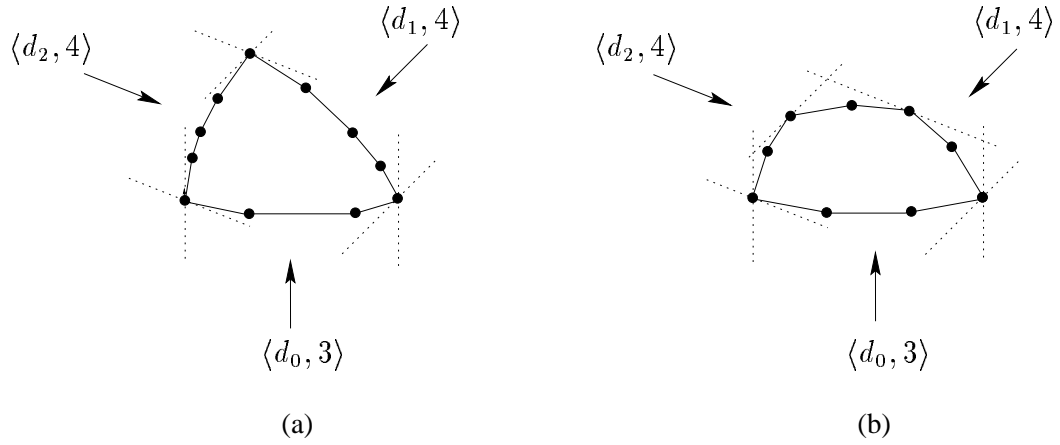 ⟨d₂, 4⟩
⟨d₁, 4⟩
⟨d₀, 3⟩
(a)
⟨d₂, 4⟩
⟨d₁, 4⟩
⟨d₀, 3⟩
(b)